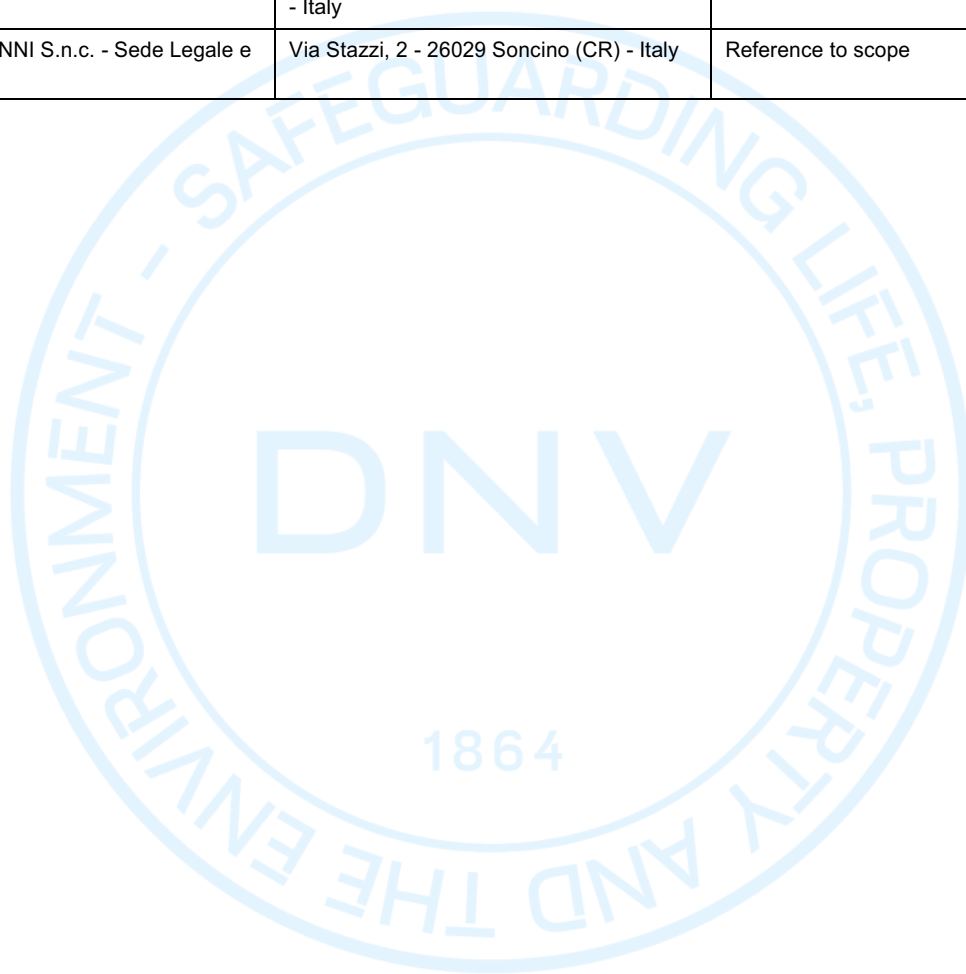 - Italy
NNI S.n.c. - Sede Legale e
Via Stazzi, 2 - 26029 Soncino (CR) - Italy
Reference to scope
SAFEGUARDING LIFE, PROPERTY AND THE ENVIRONMENT -
DNV
1864